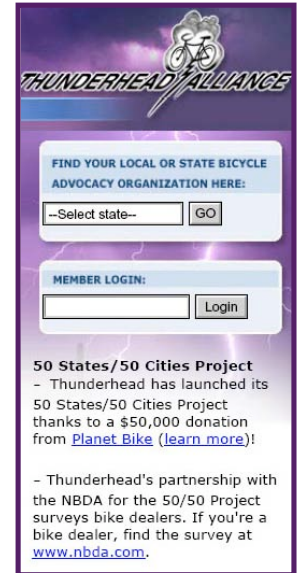 THUNDERHEAD ALLIANCE
FIND YOUR LOCAL OR STATE BICYCLE
ADVOCACY ORGANIZATION HERE:
--Select state--
GO
MEMBER LOGIN:
Login
50 States/50 Cities Project
– Thunderhead has launched its
50 States/50 Cities Project
thanks to a $50,000 donation
from Planet Bike (learn more)!
– Thunderhead's partnership with
the NBDA for the 50/50 Project
surveys bike dealers. If you're a
bike dealer, find the survey at
www.nbda.com.